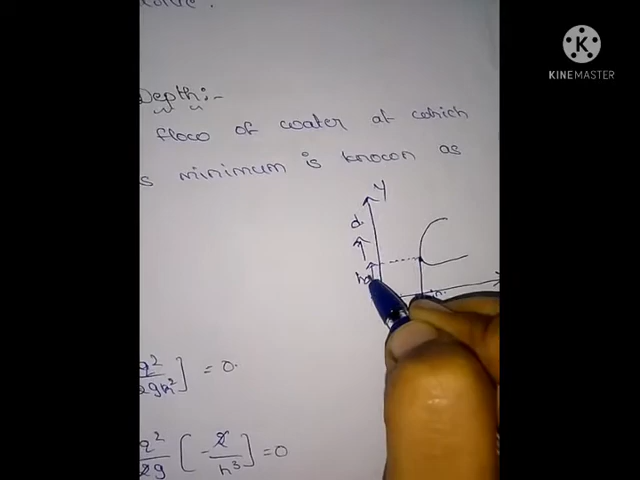 Depth:-
flow of water at which
s minimum is known as
y
d
h
q²/2gh²] = 0.
q²/2g [-2/h³] = 0
K
KINEMASTER